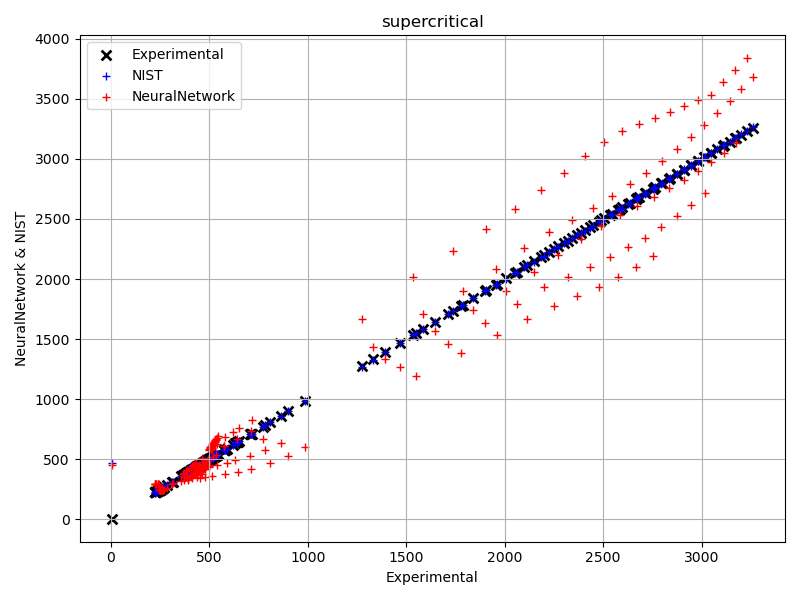 supercritical
Experimental
NIST
NeuralNetwork
NeuralNetwork & NIST
4000
3500
3000
2500
2000
1500
1000
500
0
0 500 1000 1500 2000 2500 3000
Experimental